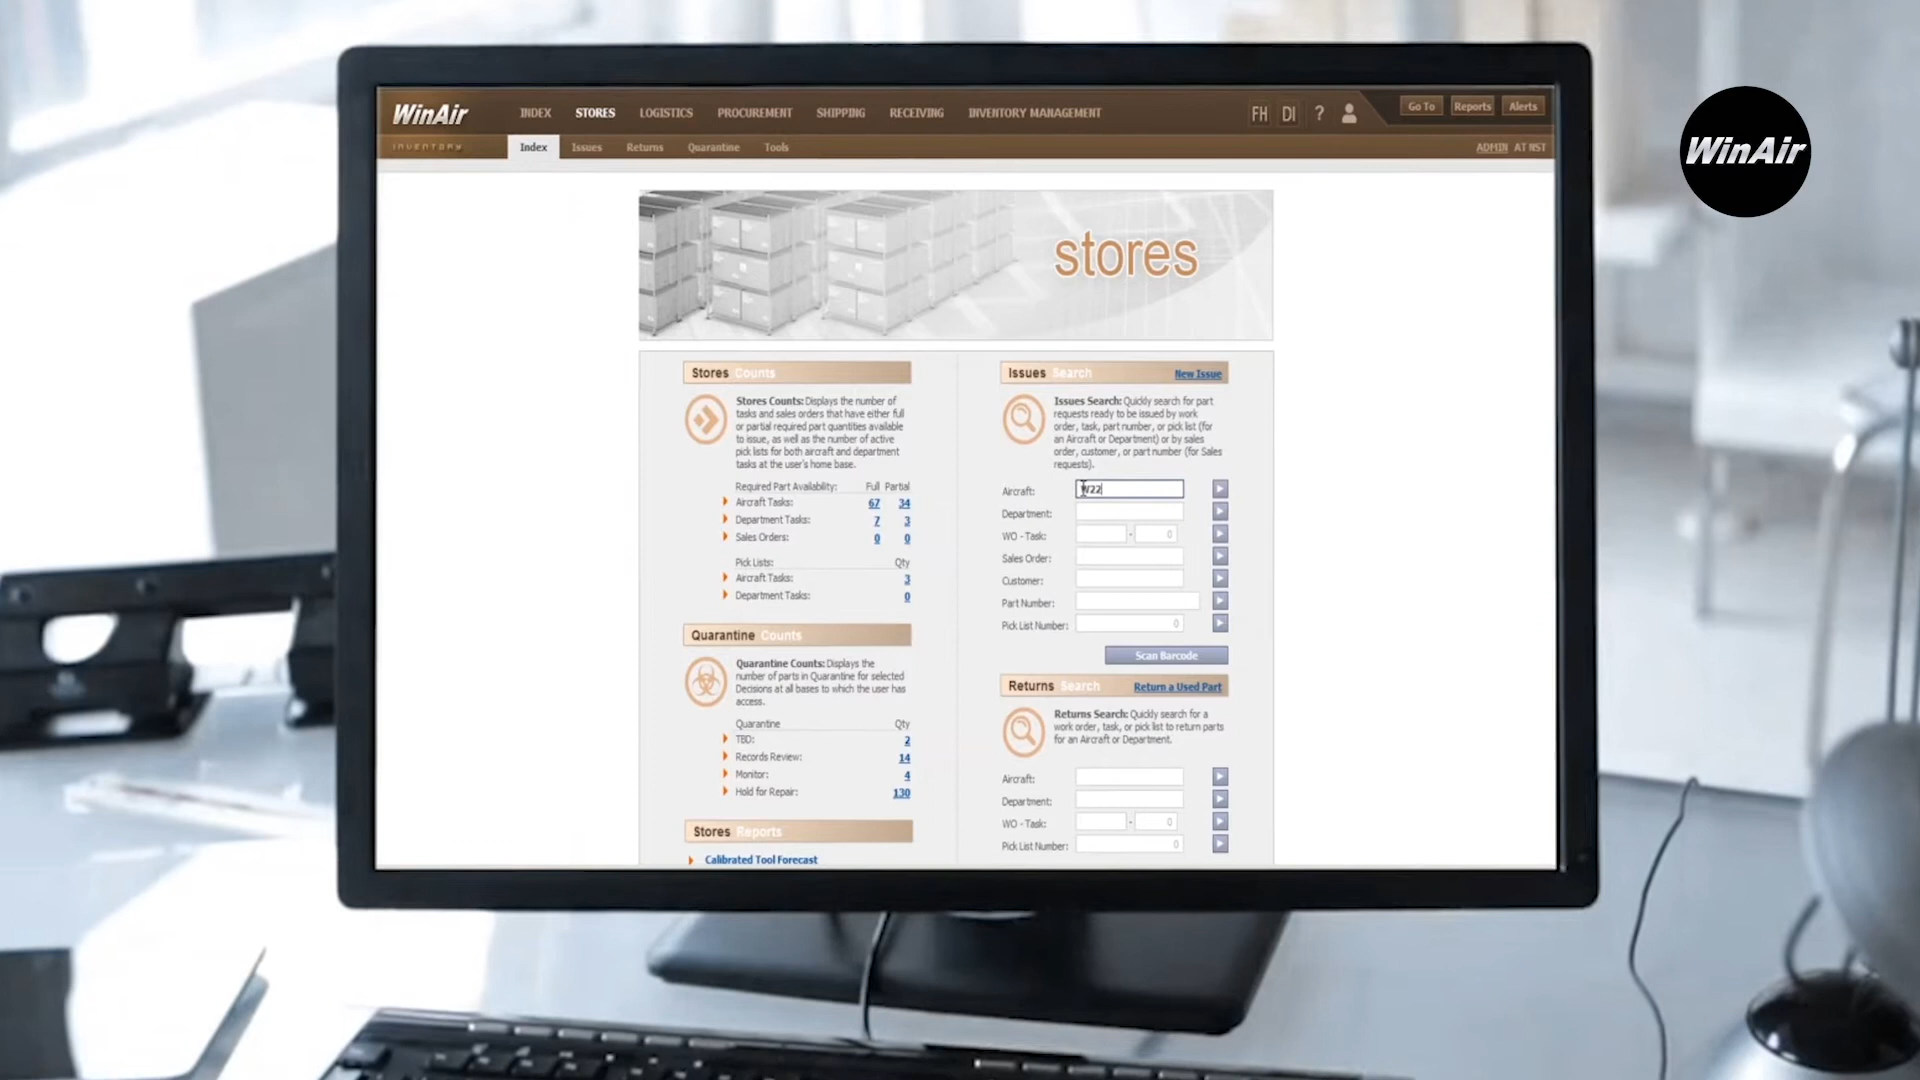 WinAir
INDEX STORES LOGISTICS PROCUREMENT SHIPPING RECEIVING INVENTORY MANAGEMENT
FH DI ?
Go To Reports Alerts
INVENTORY
Index Issues Returns Quarantine Tools
ADMIN AT NST
WinAir
stores
Stores Counts
Stores Counts: Displays the number of
tasks and sales orders that have either full
or partial required part quantities available
to issue, as well as the number of active
pick lists for both aircraft and department
tasks at the user's home base.
Required Part Availability: Full Partial
Aircraft Tasks: 67 34
Department Tasks: 7 3
Sales Orders: 0 0
Pick Lists: Qty
Aircraft Tasks: 3
Department Tasks: 0
Quarantine Counts
Quarantine Counts: Displays the
number of parts in Quarantine for selected
Decisions at all bases to which the user has
access.
Quarantine Qty
TBD: 2
Records Review: 14
Monitor: 4
Hold for Repair: 130
Stores Reports
Calibrated Tool Forecast
Issues Search New Issue
Issues Search: Quickly search for part
requests ready to be issued by work
order, task, part number, or pick list (for
an Aircraft or Department) or by sales
order, customer, or part number (for Sales
requests).
Aircraft: W22
Department:
WO - Task: - 0
Sales Order:
Customer:
Part Number:
Pick List Number: 0
Scan Barcode
Returns Search Return a Used Part
Returns Search: Quickly search for a
work order, task, or pick list to return parts
for an Aircraft or Department.
Aircraft:
Department:
WO - Task: - 0
Pick List Number: 0